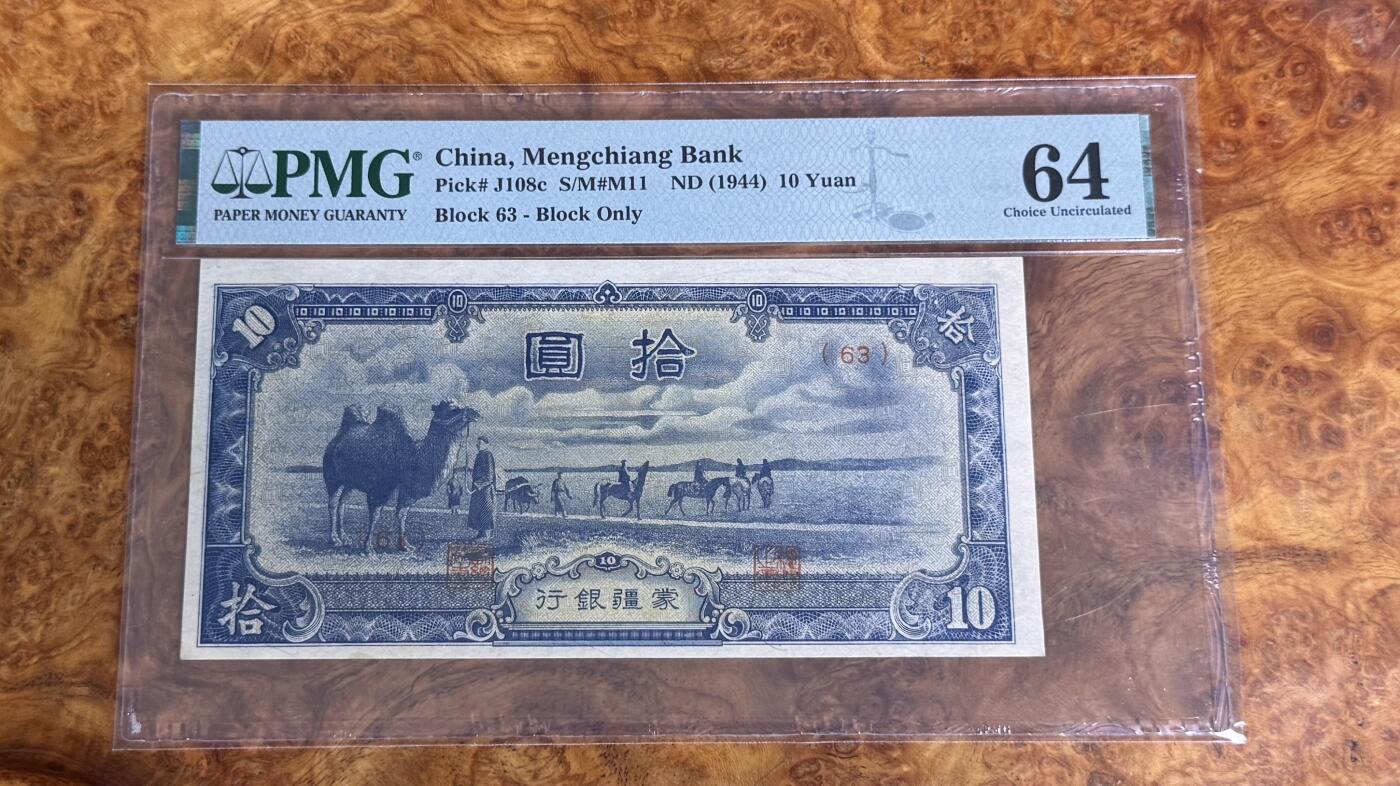 PMG®
PAPER MONEY GUARANTY
China, Mengchiang Bank
Pick# J108c S/M#M11 ND (1944) 10 Yuan
Block 63 - Block Only
64
Choice Uncirculated
10
10
10
拾
圓 拾
(63)
10
行銀疆蒙
拾
10